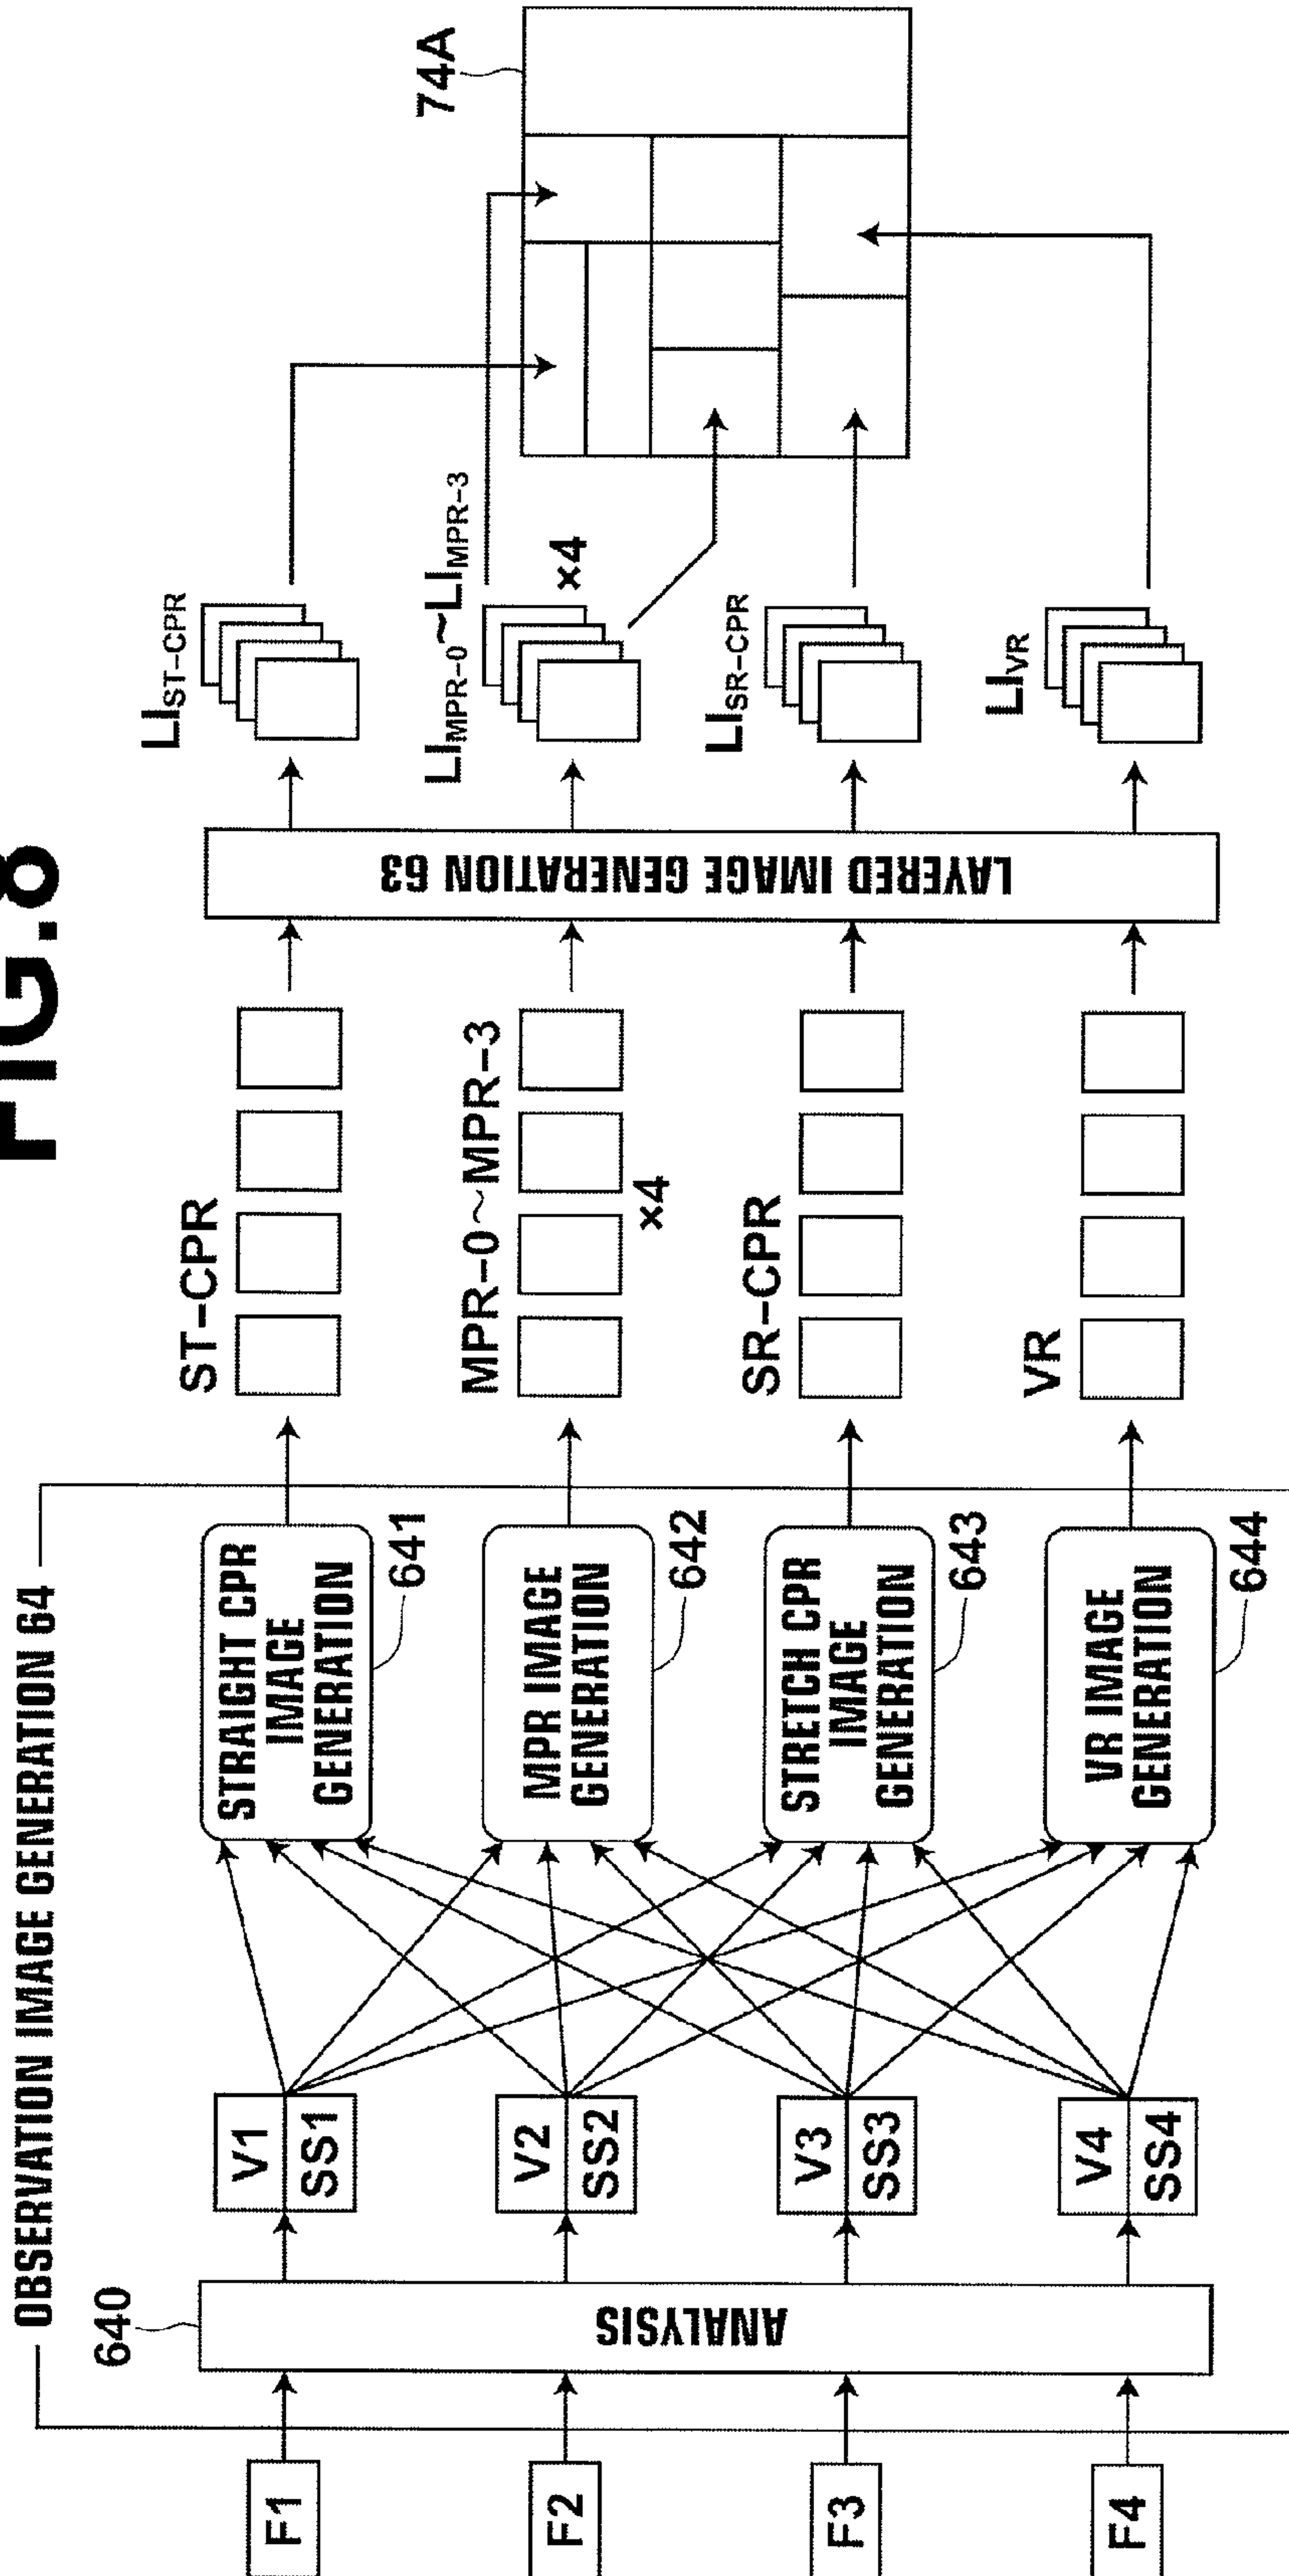 FIG.8
OBSERVATION IMAGE GENERATION 64
F1
F2
F3
F4
640
ANALYSIS
V1
SS1
V2
SS2
V3
SS3
V4
SS4
STRAIGHT CPR
IMAGE
GENERATION
641
MPR IMAGE
GENERATION
642
STRETCH CPR
IMAGE
GENERATION
643
VR IMAGE
GENERATION
644
ST-CPR
MPR-0~MPR-3
×4
SR-CPR
VR
LAYERED IMAGE GENERATION 63
LIST-CPR
LIMPR-0~LIMPR-3
×4
LISR-CPR
LIVR
74A